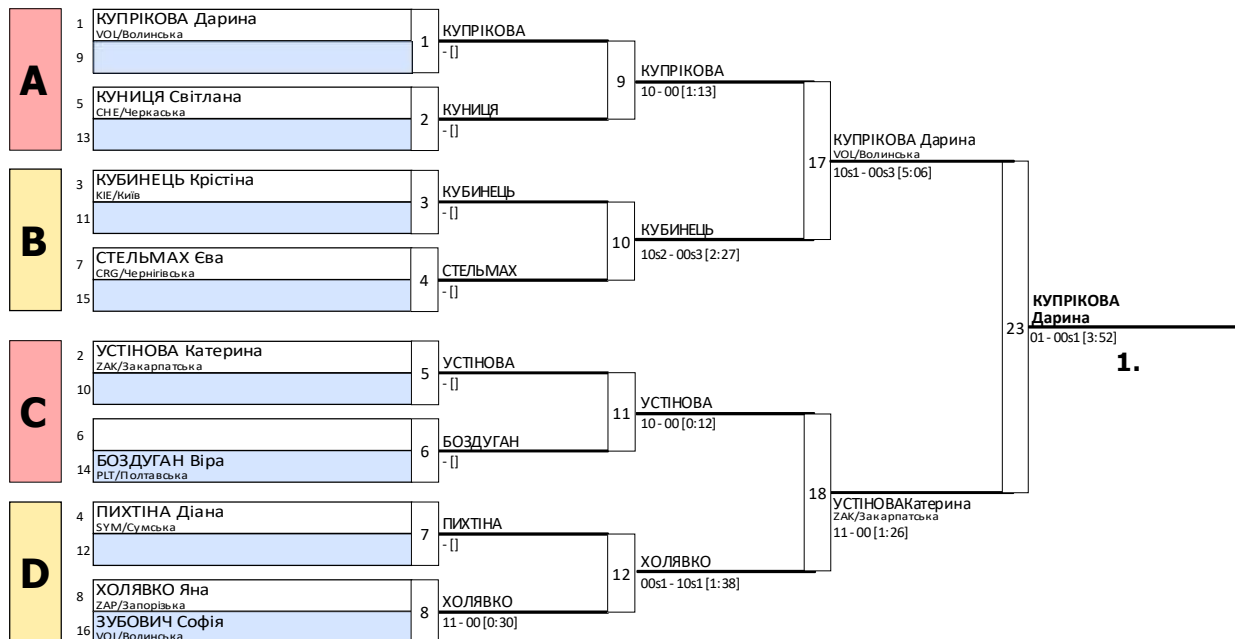 A
1
КУПРІКОВА Дарина
VOL/Волинська
9
1
КУПРІКОВА
- []
5
КУНИЦЯ Світлана
CHE/Черкаська
13
2
КУНИЦЯ
- []
9
КУПРІКОВА
10 - 00 [1:13]
B
3
КУБИНЕЦЬ Крістіна
KIE/Київ
11
3
КУБИНЕЦЬ
- []
7
СТЕЛЬМАХ Єва
CRG/Чернігівська
15
4
СТЕЛЬМАХ
- []
10
КУБИНЕЦЬ
10s2 - 00s3 [2:27]
17
КУПРІКОВА Дарина
VOL/Волинська
10s1 - 00s3 [5:06]
C
2
УСТІНОВА Катерина
ZAK/Закарпатська
10
5
УСТІНОВА
- []
6
14
БОЗДУГАН Віра
PLT/Полтавська
6
БОЗДУГАН
- []
11
УСТІНОВА
10 - 00 [0:12]
D
4
ПИХТІНА Діана
SYM/Сумська
12
7
ПИХТІНА
- []
8
ХОЛЯВКО Яна
ZAP/Запорізька
16
ЗУБОВИЧ Софія
VOL/Волинська
8
ХОЛЯВКО
11 - 00 [0:30]
12
ХОЛЯВКО
00s1 - 10s1 [1:38]
18
УСТІНОВАКатерина
ZAK/Закарпатська
11 - 00 [1:26]
23
КУПРІКОВА
Дарина
01 - 00s1 [3:52]
1.